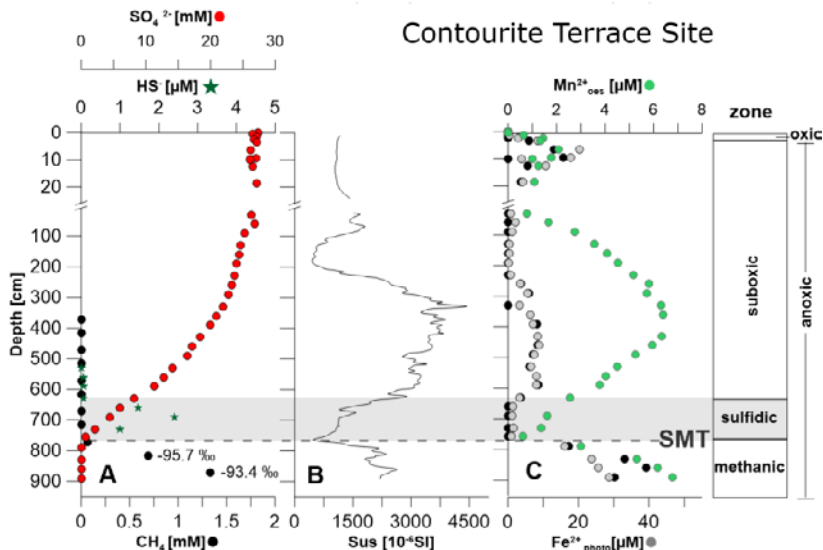 Contourite Terrace Site
SO₄ ²⁻[mM]
0 10 20 30
HS⁻[µM]
0 1 2 3 4 5
Mn²⁺oes[µM]
0 2 4 6 8
zone
0
10
20
100
200
300
400
500
600
700
800
900
Depth [cm]
oxic
suboxic
anoxic
sulfidic
methanic
SMT
A
B
C
-95.7 ‰
-93.4 ‰
0 0.5 1 1.5 2
CH₄ [mM]
0 1500 3000 4500
Sus [10⁻⁶SI]
0 20 40
Fe²⁺photo[µM]